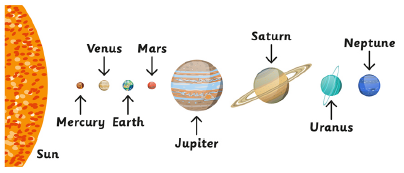 Venus
Mars
Saturn
Neptune
Mercury
Earth
Jupiter
Uranus
Sun